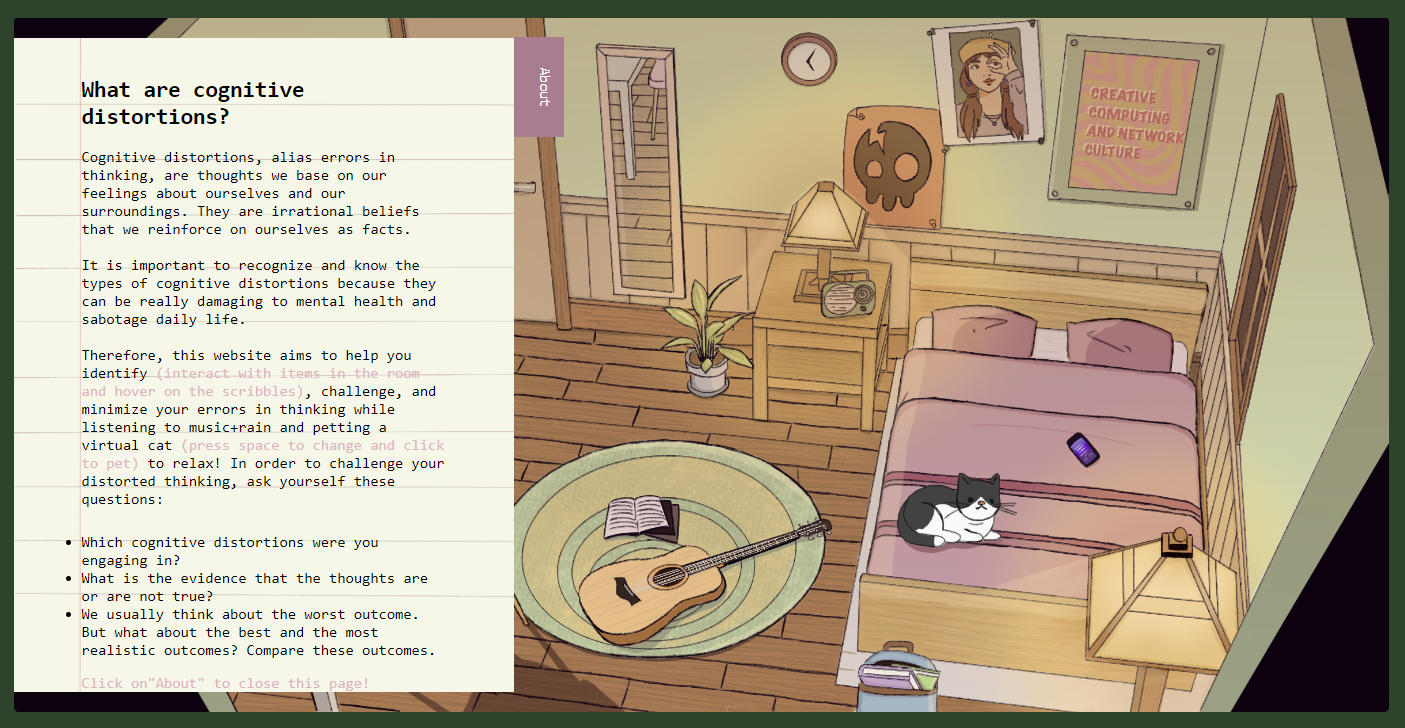 What are cognitive
distortions?
Cognitive distortions, alias errors in
thinking, are thoughts we base on our
feelings about ourselves and our
surroundings. They are irrational beliefs
that we reinforce on ourselves as facts.
It is important to recognize and know the
types of cognitive distortions because they
can be really damaging to mental health and
sabotage daily life.
Therefore, this website aims to help you
identify (interact with items in the room
and hover on the scribbles), challenge, and
minimize your errors in thinking while
listening to music+rain and petting a
virtual cat (press space to change and click
to pet) to relax! In order to challenge your
distorted thinking, ask yourself these
questions:
• Which cognitive distortions were you
engaging in?
• What is the evidence that the thoughts are
or are not true?
• We usually think about the worst outcome.
But what about the best and the most
realistic outcomes? Compare these outcomes.
Click on"About" to close this page!
About
CREATIVE
COMPUTING
AND NETWORK
CULTURE